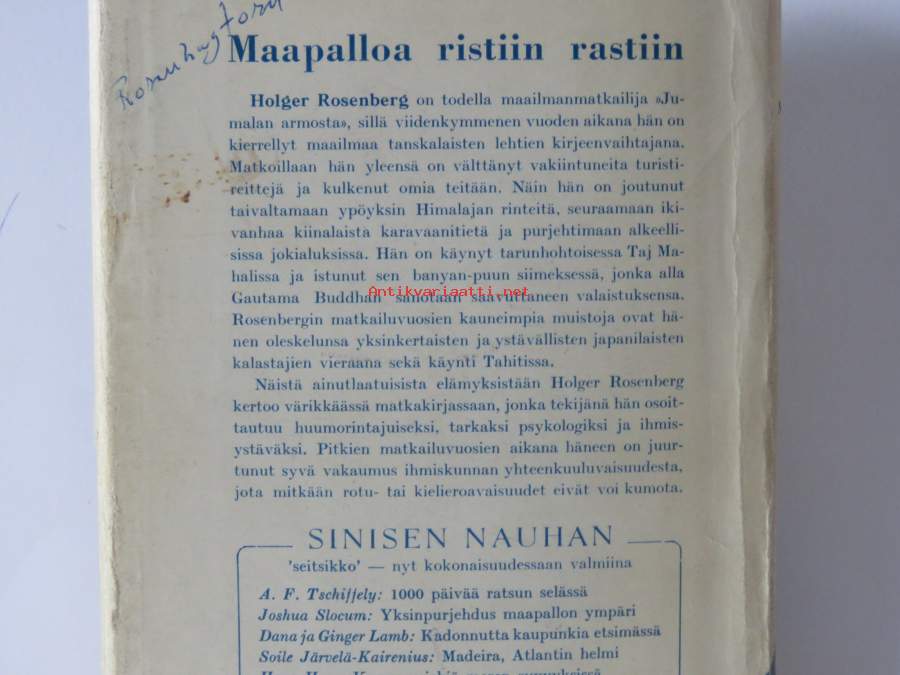 Maapalloa ristiin rastiin
Holger Rosenberg on todella maailmanmatkailija »Ju-
malan armosta», sillä viidenkymmenen vuoden aikana hän on
kierrellyt maailmaa tanskalaisten lehtien kirjeenvaihtajana.
Matkoillaan hän yleensä on välttänyt vakiintuneita turisti-
reittejä ja kulkenut omia teitään. Näin hän on joutunut
taivaltamaan ypöyksin Himalajan rinteitä, seuraamaan iki-
vanhaa kiinalaista karavaanitietä ja purjehtimaan alkeelli-
sissa jokialuksissa. Hän on käynyt tarunhohtoisessa Taj Ma-
halissa ja istunut sen banyan-puun siimeksessä, jonka alla
Antikvariaatti.net
Gautama Buddhan sanotaan saavuttaneen valaistuksensa.
Rosenbergin matkailuvuosien kauneimpia muistoja ovat hä-
nen oleskelunsa yksinkertaisten ja ystävällisten japanilaisten
kalastajien vieraana sekä käynti Tahitissa.
Näistä ainutlaatuisista elämyksistään Holger Rosenberg
kertoo värikkäässä matkakirjassaan, jonka tekijänä hän osoit-
tautuu huumorintajuiseksi, tarkaksi psykologiksi ja ihmis-
ystäväksi. Pitkien matkailuvuosien aikana häneen on juur-
tunut syvä vakaumus ihmiskunnan yhteenkuuluvaisuudesta,
jota mitkään rotu- tai kielieroavaisuudet eivät voi kumota.
SINISEN NAUHAN
'seitsikko' — nyt kokonaisuudessaan valmiina
A. F. Tschiffely: 1000 päivää ratsun selässä
Joshua Slocum: Yksinpurjehdus maapallon ympäri
Dana ja Ginger Lamb: Kadonnutta kaupunkia etsimässä
Soile Järvelä-Kairenius: Madeira, Atlantin helmi